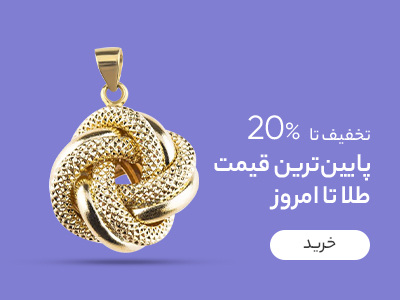 تخفیف تا 20%
پایین‌ترین قیمت
طلا تا امروز
خرید